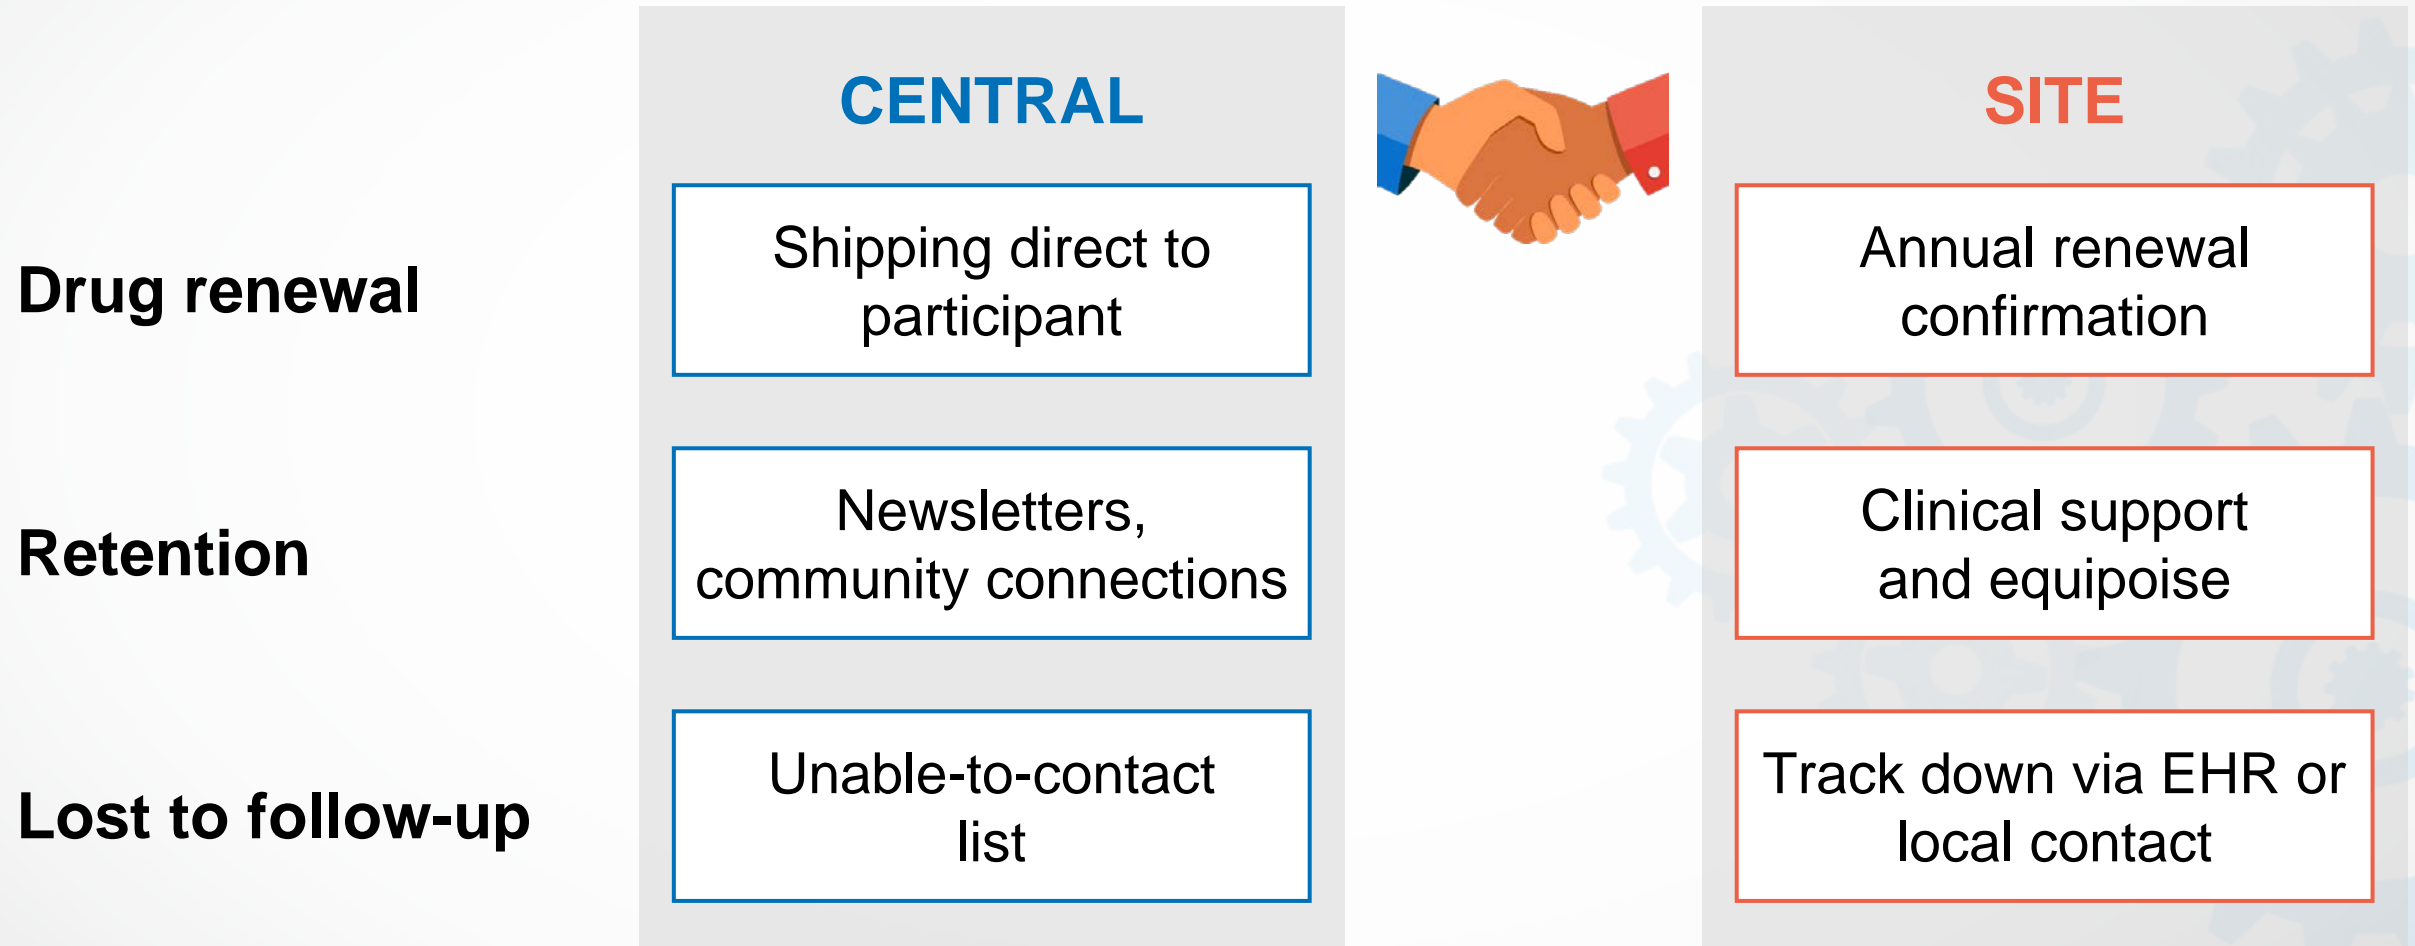 CENTRAL
SITE
Drug renewal
Shipping direct to
participant
Annual renewal
confirmation
Retention
Newsletters,
community connections
Clinical support
and equipoise
Lost to follow-up
Unable-to-contact
list
Track down via EHR or
local contact